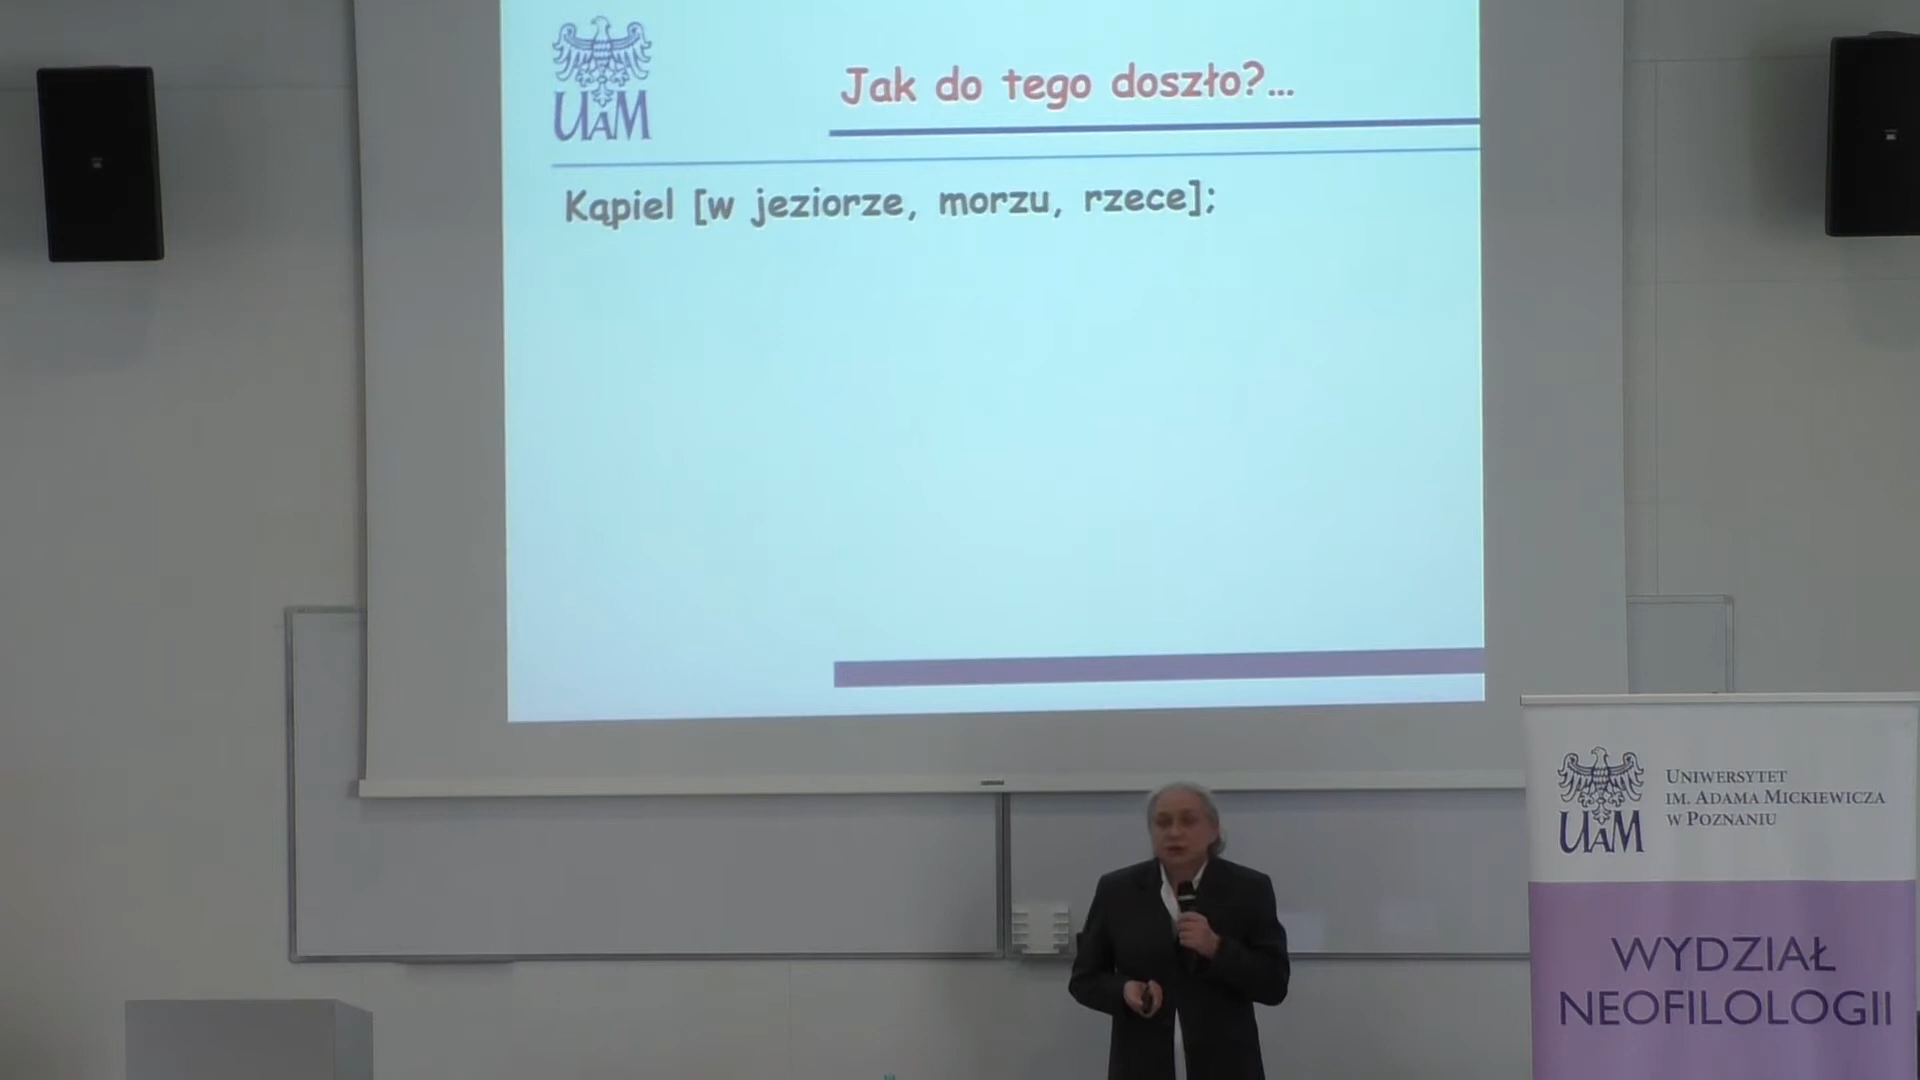 UAM
Jak do tego doszło?...
Kąpiel [w jeziorze, morzu, rzece];
UAM
UNIWERSYTET
IM. ADAMA MICKIEWICZA
W POZNANIU
WYDZIAŁ
NEOFILOLOGII